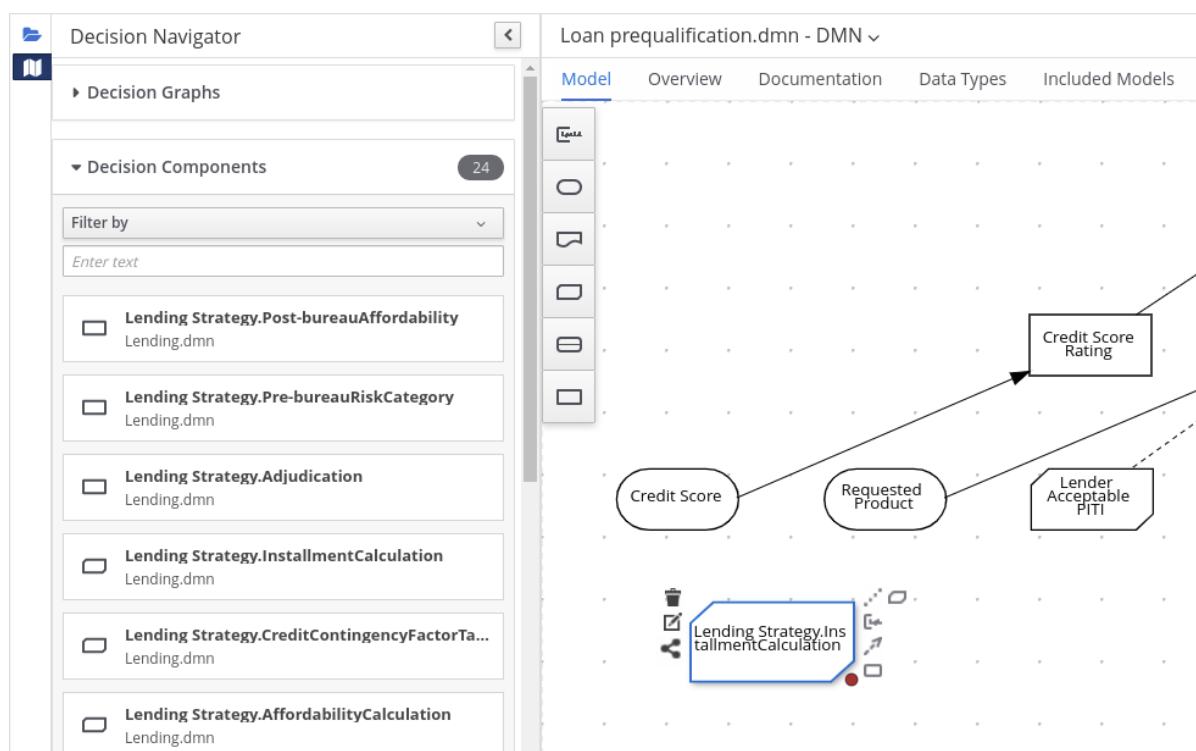 Decision Navigator
Decision Graphs
Decision Components
24
Filter by
Enter text
Lending Strategy.Post-bureauAffordability
Lending.dmn
Lending Strategy.Pre-bureauRiskCategory
Lending.dmn
Lending Strategy.Adjudication
Lending.dmn
Lending Strategy.InstallmentCalculation
Lending.dmn
Lending Strategy.CreditContingencyFactorTa...
Lending.dmn
Lending Strategy.AffordabilityCalculation
Lending.dmn
Loan prequalification.dmn - DMN
Model Overview Documentation Data Types Included Models
Credit Score
Rating
Credit Score
Requested
Product
Lender
Acceptable
PITI
Lending Strategy.Ins
tallmentCalculation